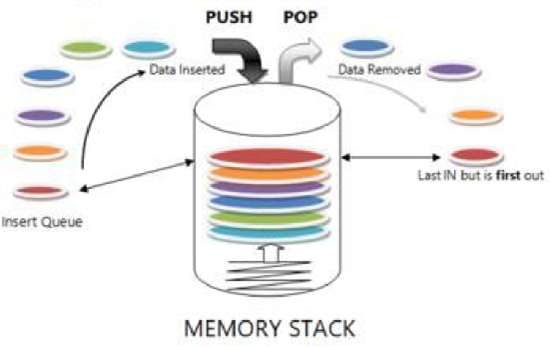 PUSH POP
Data Inserted
Data Removed
Last IN but is first out
Insert Queue
MEMORY STACK